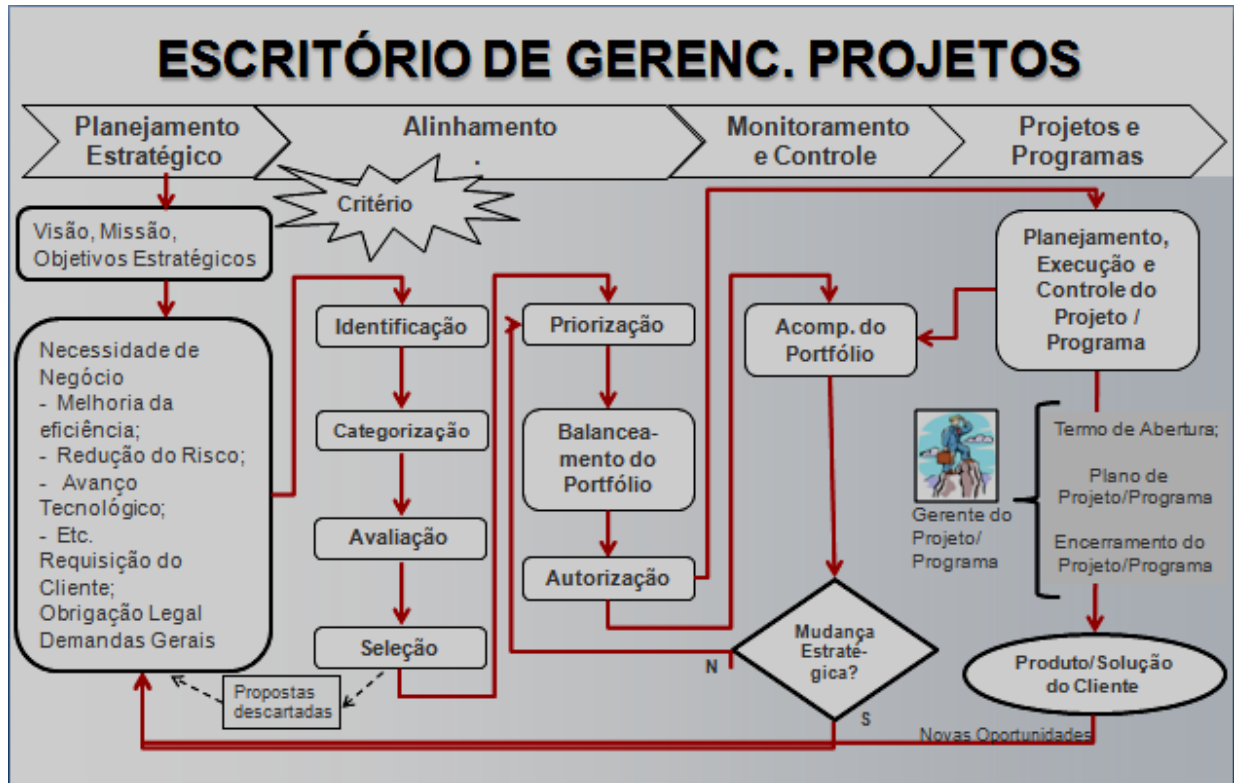 ESCRITÓRIO DE GERENC. PROJETOS
Planejamento
Estratégico
Alinhamento
.
Monitoramento
e Controle
Projetos e
Programas
Critério
Visão, Missão,
Objetivos Estratégicos
Necessidade de
Negócio
- Melhoria da
eficiência;
- Redução do Risco;
- Avanço
Tecnológico;
- Etc.
Requisição do
Cliente;
Obrigação Legal
Demandas Gerais
Identificação
Categorização
Avaliação
Seleção
Propostas
descartadas
Priorização
Balancea-
mento do
Portfólio
Autorização
Acomp. do
Portfólio
Mudança
Estraté-
gica?
N
S
Planejamento,
Execução e
Controle do
Projeto /
Programa
Gerente do
Projeto/
Programa
Termo de Abertura;
Plano de
Projeto/Programa
Encerramento do
Projeto/Programa
Produto/Solução
do Cliente
Novas Oportunidades